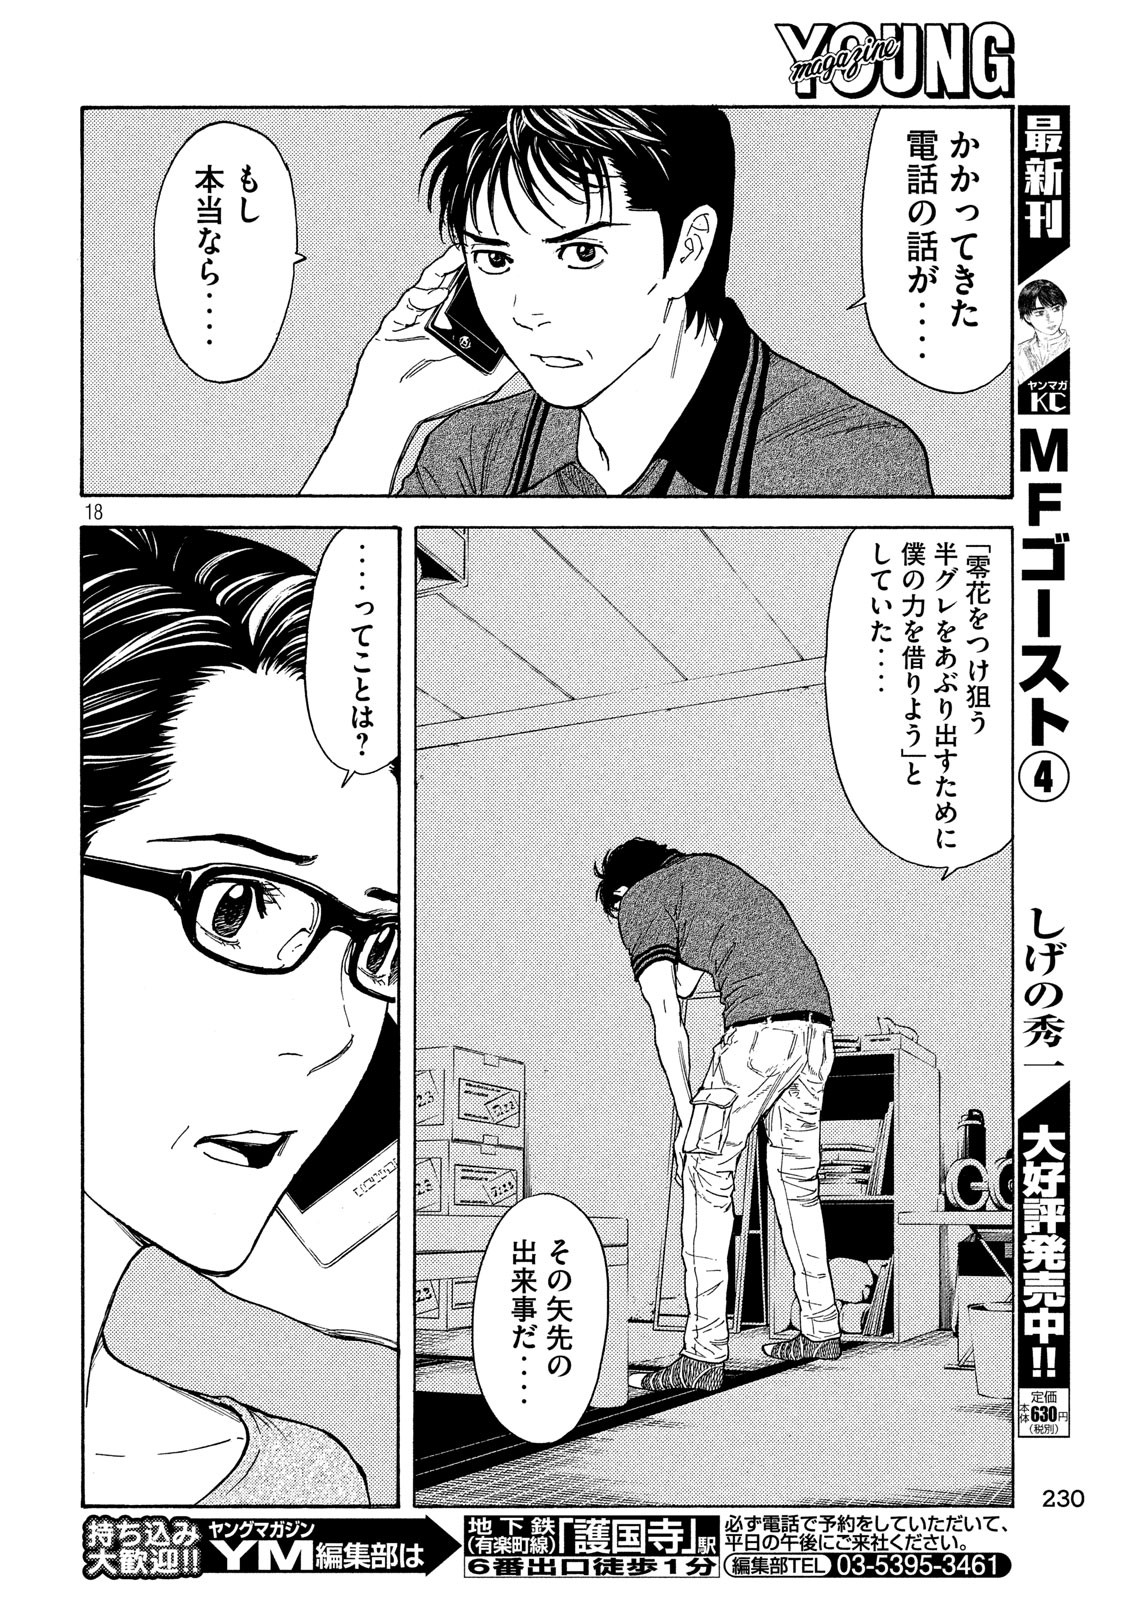 YOUNG
magazine
かかってきた
電話の話が‥‥
もし
本当なら‥‥
18
「零花をつけ狙う
半グレをあぶり出すために
僕の力を借りよう」と
していた‥‥
その矢先の
出来事だ‥‥
‥‥ってことは?
最新刊
ヤンマガ
KC
MFゴースト④
しげの秀一
大好評発売中!!
定価
本体630円
(税別)
230
持ち込み
大歓迎!!
ヤングマガジン
YM編集部は
地下鉄
(有楽町線)「護国寺」駅
6番出口徒歩1分
必ず電話で予約をしていただいて、
平日の午後にご来社ください。
編集部TEL 03-5395-3461